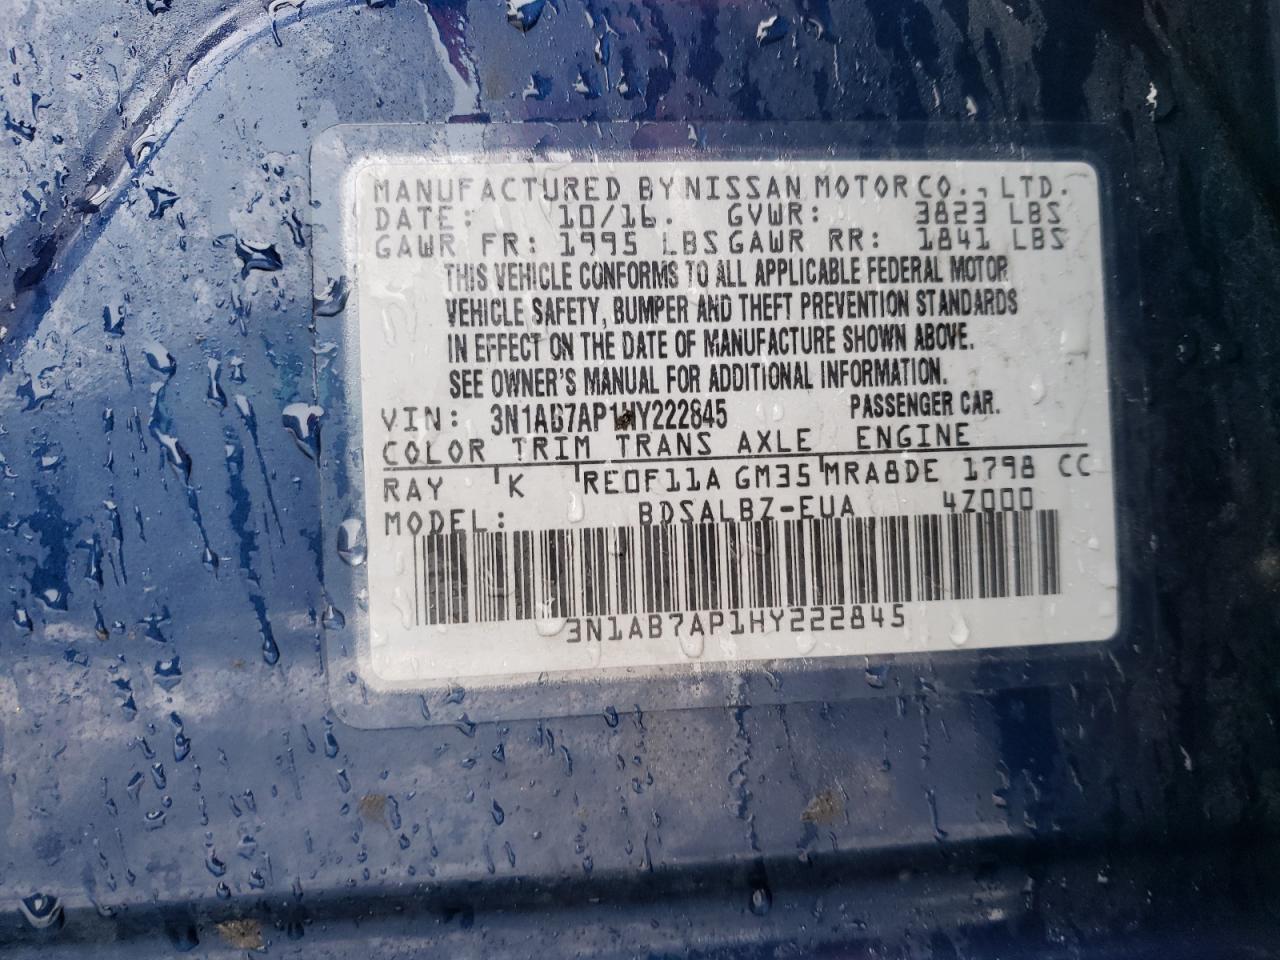 MANUFACTURED BY NISSAN MOTOR CO., LTD.
DATE: 10/16. GVWR: 3823 LBS
GAWR FR: 1995 LBS GAWR RR: 1841 LBS
THIS VEHICLE CONFORMS TO ALL APPLICABLE FEDERAL MOTOR
VEHICLE SAFETY, BUMPER AND THEFT PREVENTION STANDARDS
IN EFFECT ON THE DATE OF MANUFACTURE SHOWN ABOVE.
SEE OWNER'S MANUAL FOR ADDITIONAL INFORMATION.
VIN: 3N1AB7AP1HY222845 PASSENGER CAR.
COLOR TRIM TRANS AXLE ENGINE
RAY K RE0F11A GM35 MRA8DE 1798 CC
MODEL: BDSALBZ-EUA 4Z000
3N1AB7AP1HY222845